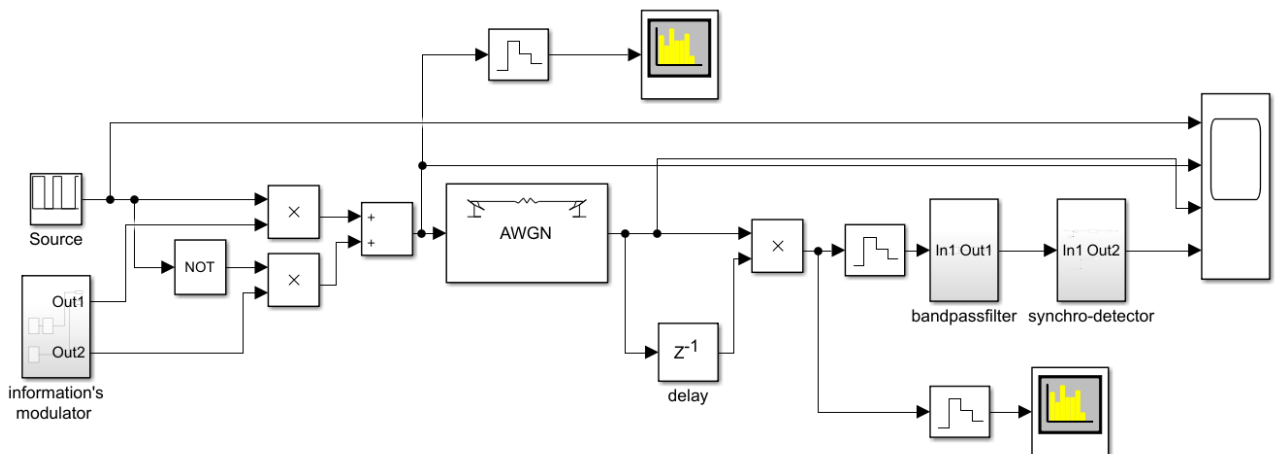 Source
NOT
Out1
Out2
information's
modulator
×
×
+
+
AWGN
Z-1
delay
×
In1 Out1
bandpassfilter
In1 Out2
synchro-detector